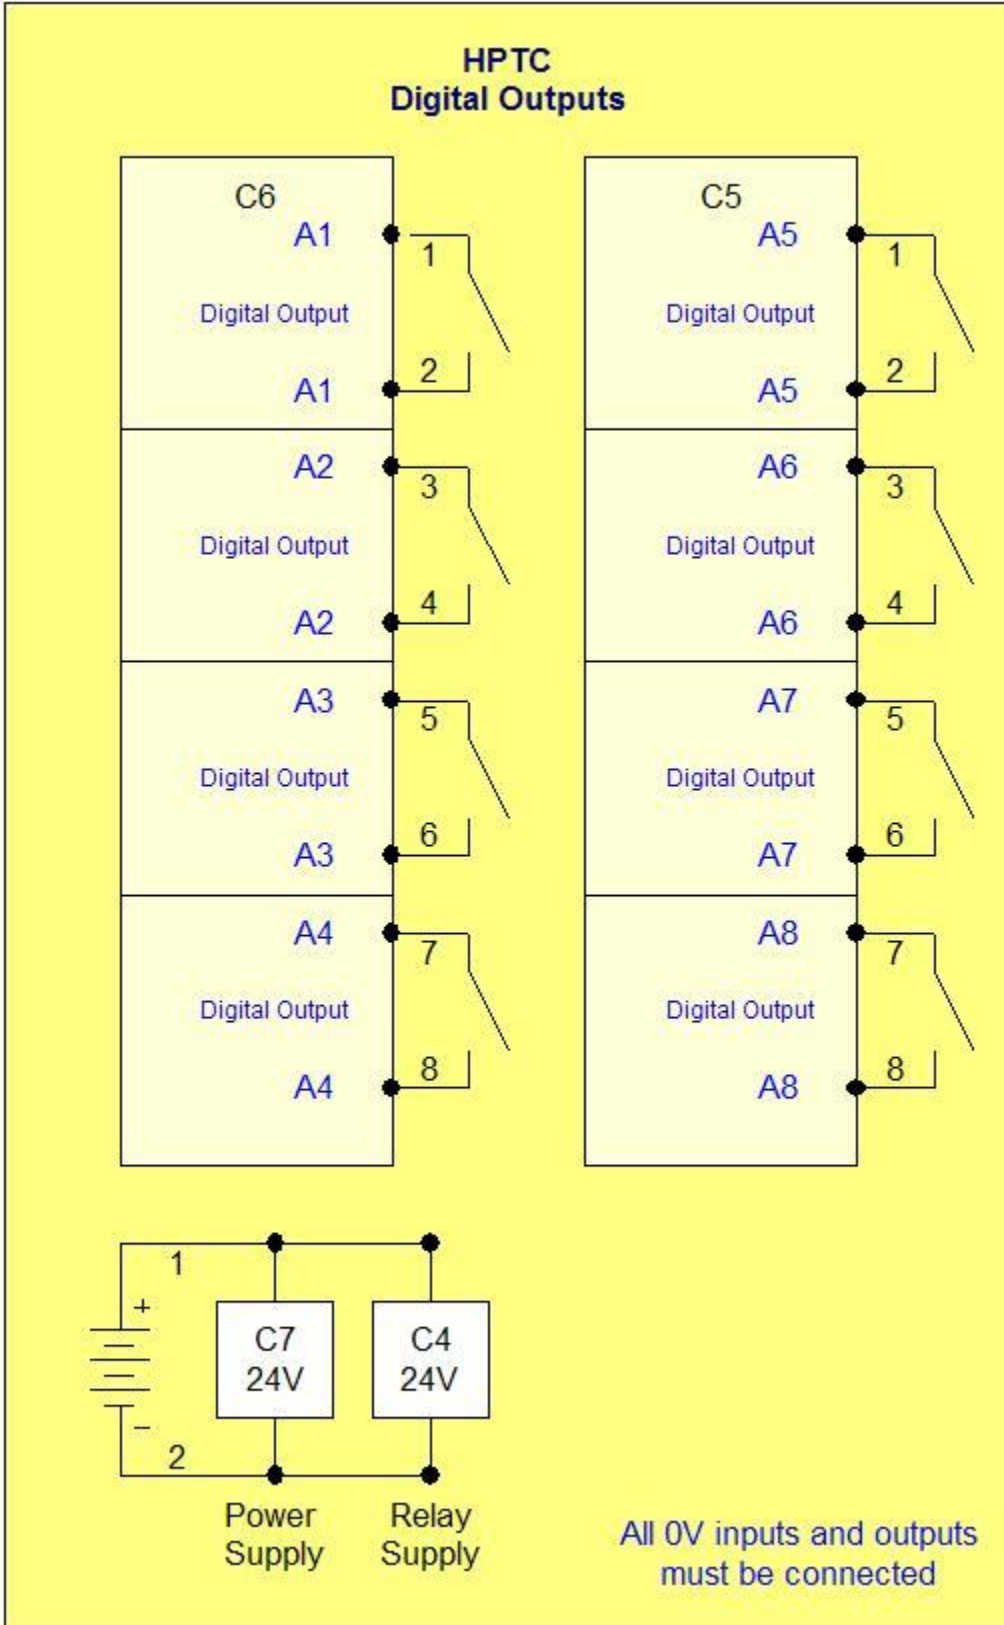 HPTC
Digital Outputs
C6
A1
1
Digital Output
2
A1
A2
3
Digital Output
4
A2
A3
5
Digital Output
6
A3
A4
7
Digital Output
8
A4
C5
A5
1
Digital Output
2
A5
A6
3
Digital Output
4
A6
A7
5
Digital Output
6
A7
A8
7
Digital Output
8
A8
1
+
C7
24V
C4
24V
−
2
Power
Supply
Relay
Supply
All 0V inputs and outputs
must be connected